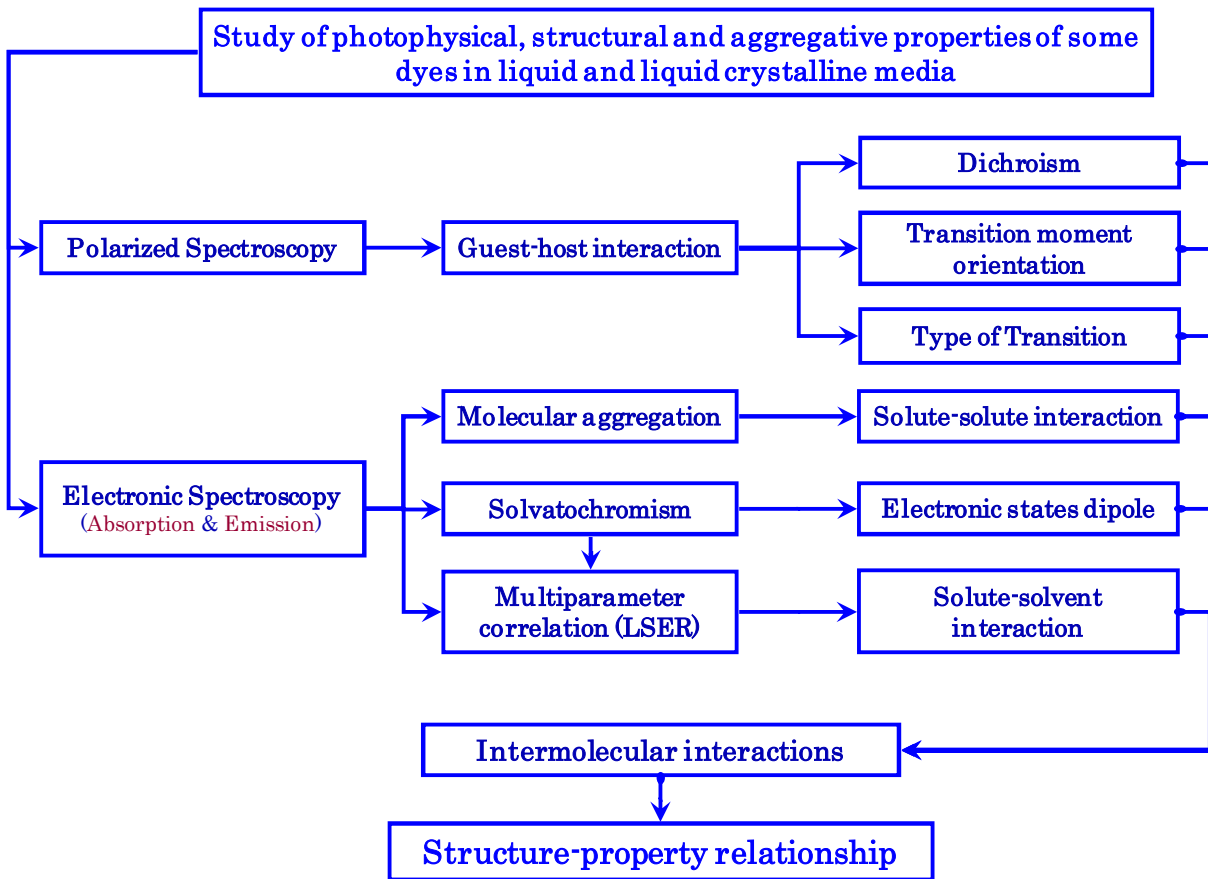 Study of photophysical, structural and aggregative properties of some
dyes in liquid and liquid crystalline media
Dichroism
Polarized Spectroscopy
Guest-host interaction
Transition moment
orientation
Type of Transition
Molecular aggregation
Solute-solute interaction
Electronic Spectroscopy
(Absorption & Emission)
Solvatochromism
Electronic states dipole
Multiparameter
correlation (LSER)
Solute-solvent
interaction
Intermolecular interactions
Structure-property relationship